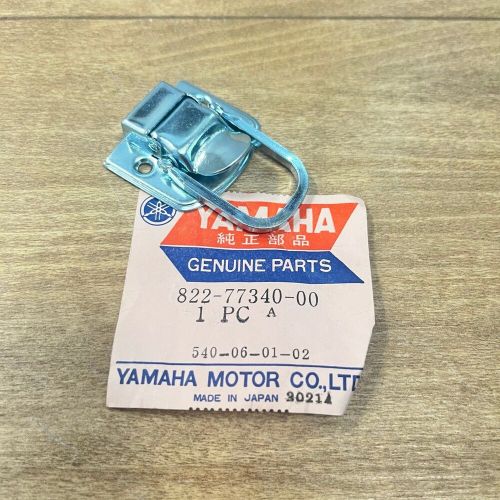 YAMAHA
純正部品
GENUINE PARTS
822-77340-00
1 PC A
540-06-01-02
YAMAHA MOTOR CO.,LTD
MADE IN JAPAN 30214